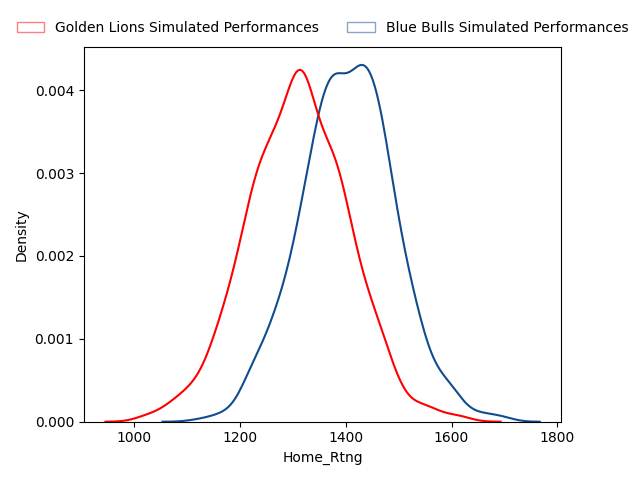 Golden Lions Simulated Performances Blue Bulls Simulated Performances
0.004
0.003
Density
0.002
0.001
0.000
1000 1200 1400 1600 1800
Home_Rtng